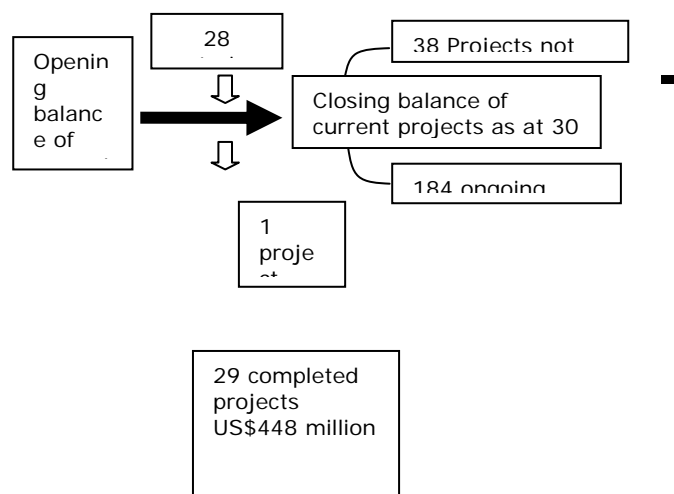 28
38 Projects not
Openin
g
balanc
e of
Closing balance of
current projects as at 30
184 ongoing
1
proje
ct
29 completed
projects
US$448 million